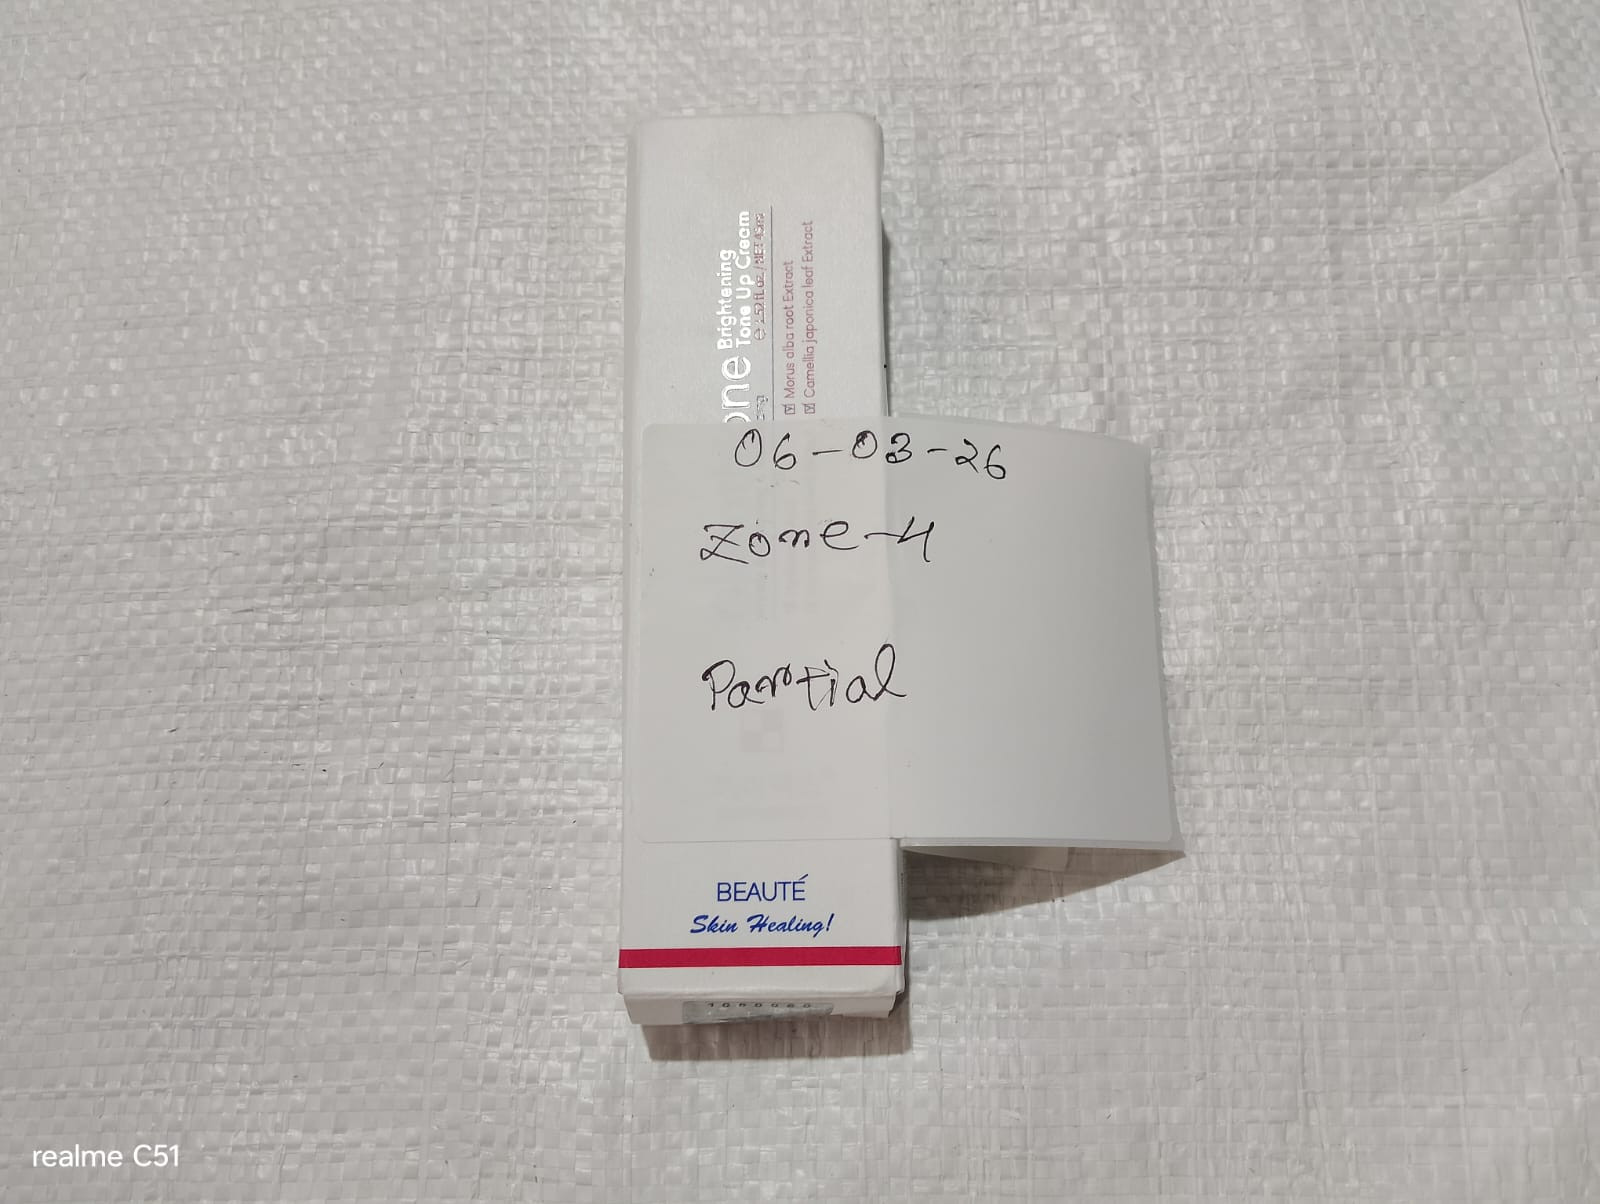 Brightening
Tone Up Cream
one
Morus alba root Extract
Camellia japonica leaf Extract
06-03-26
Zone-4
Partial
BEAUTÉ
Skin Healing!
realme C51